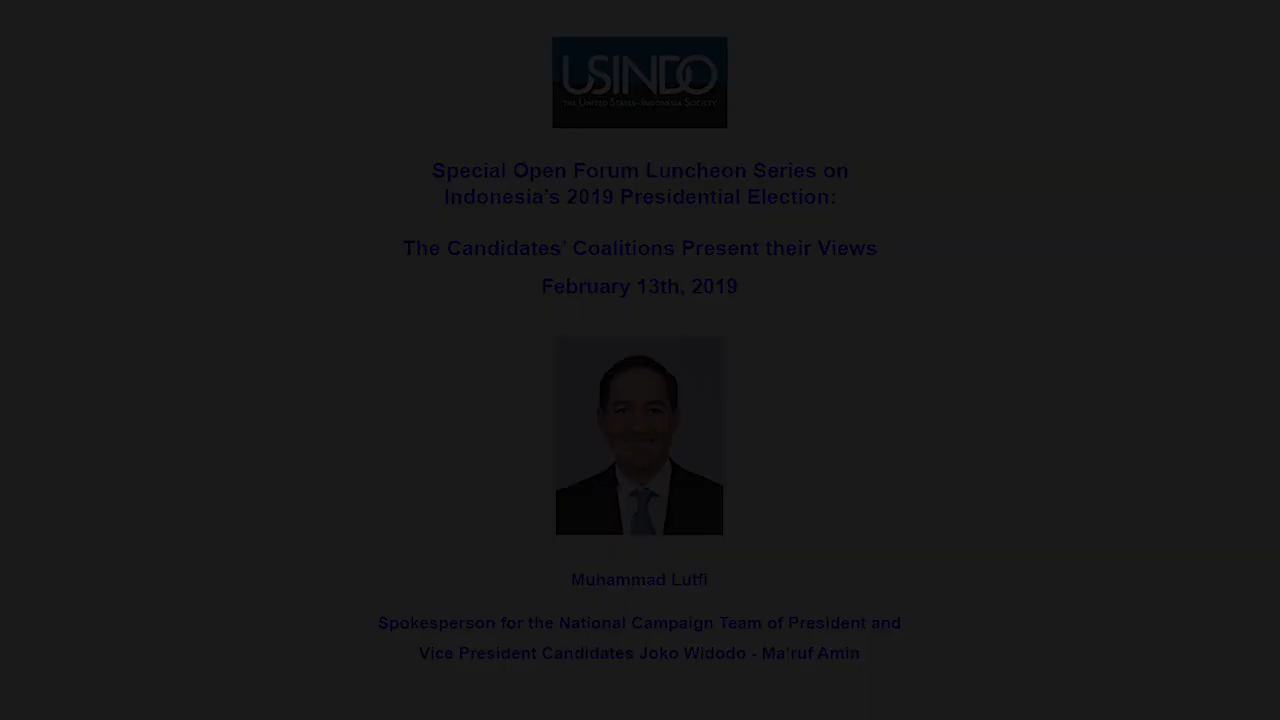 USINDO
THE UNITED STATES–INDONESIA SOCIETY
Special Open Forum Luncheon Series on
Indonesia's 2019 Presidential Election:
The Candidates' Coalitions Present their Views
February 13th, 2019
Muhammad Lutfi
Spokesperson for the National Campaign Team of President and
Vice President Candidates Joko Widodo - Ma'ruf Amin